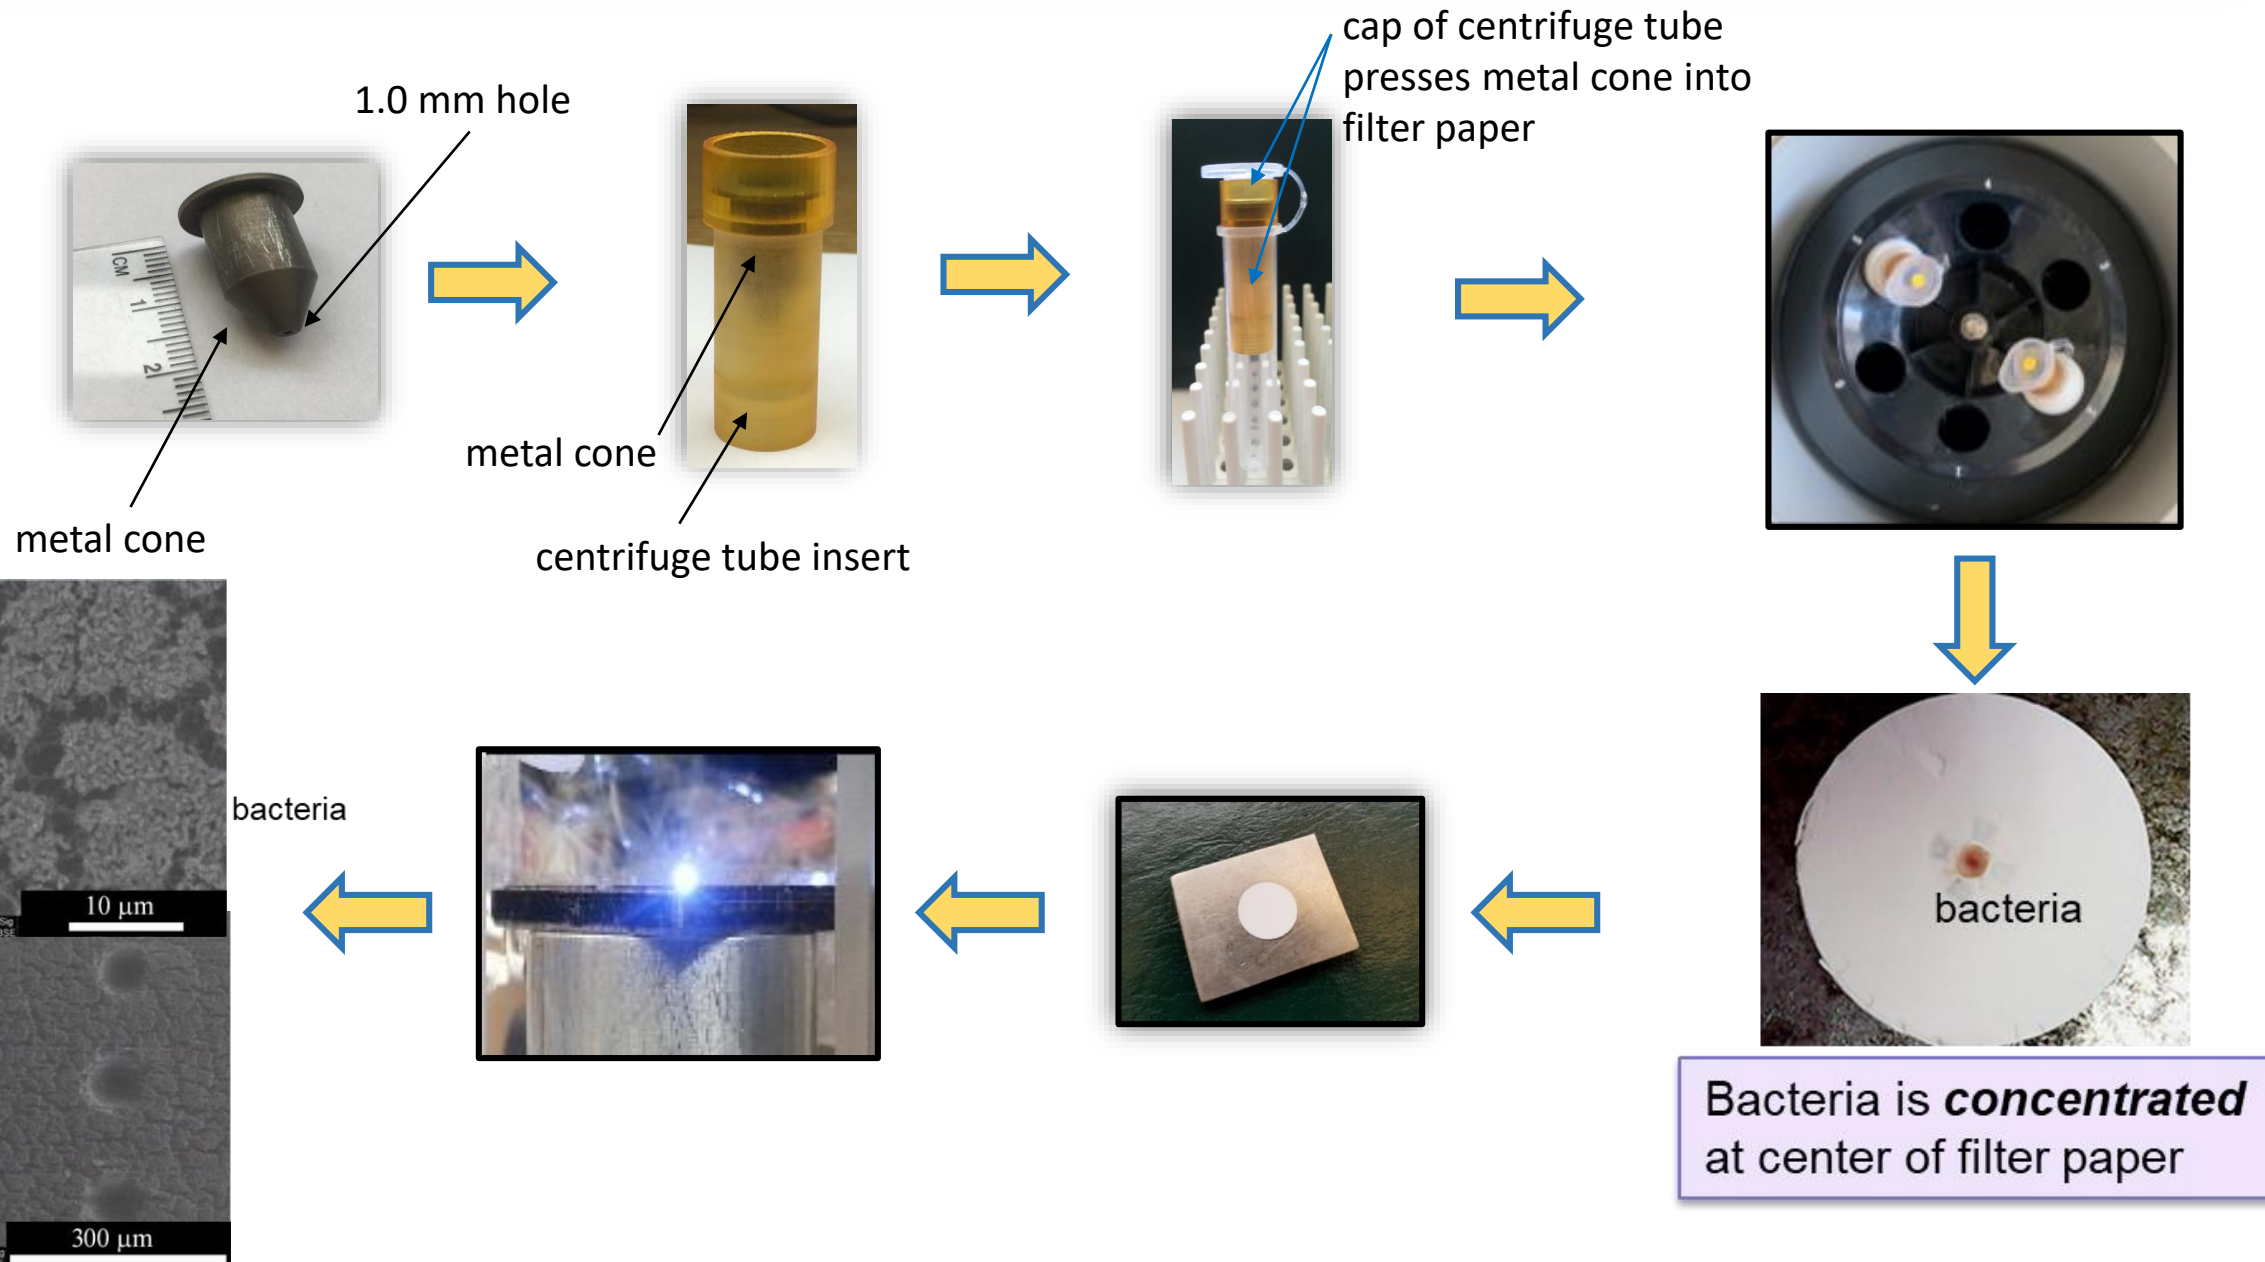 cap of centrifuge tube
presses metal cone into
filter paper
1.0 mm hole
CM
1
2
metal cone
metal cone
centrifuge tube insert
bacteria
10 μm
Sig
BSE
300 μm
bacteria
Bacteria is concentrated
at center of filter paper